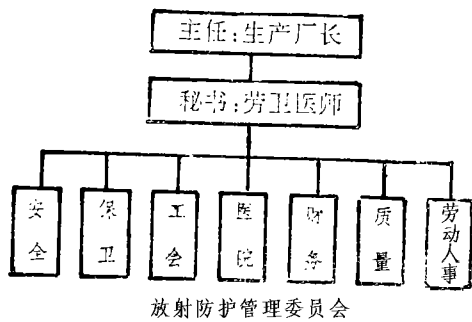 主任:生产厂长
秘书:劳卫医师
安全
保卫
工会
医院
财务
质量
劳动人事
放射防护管理委员会